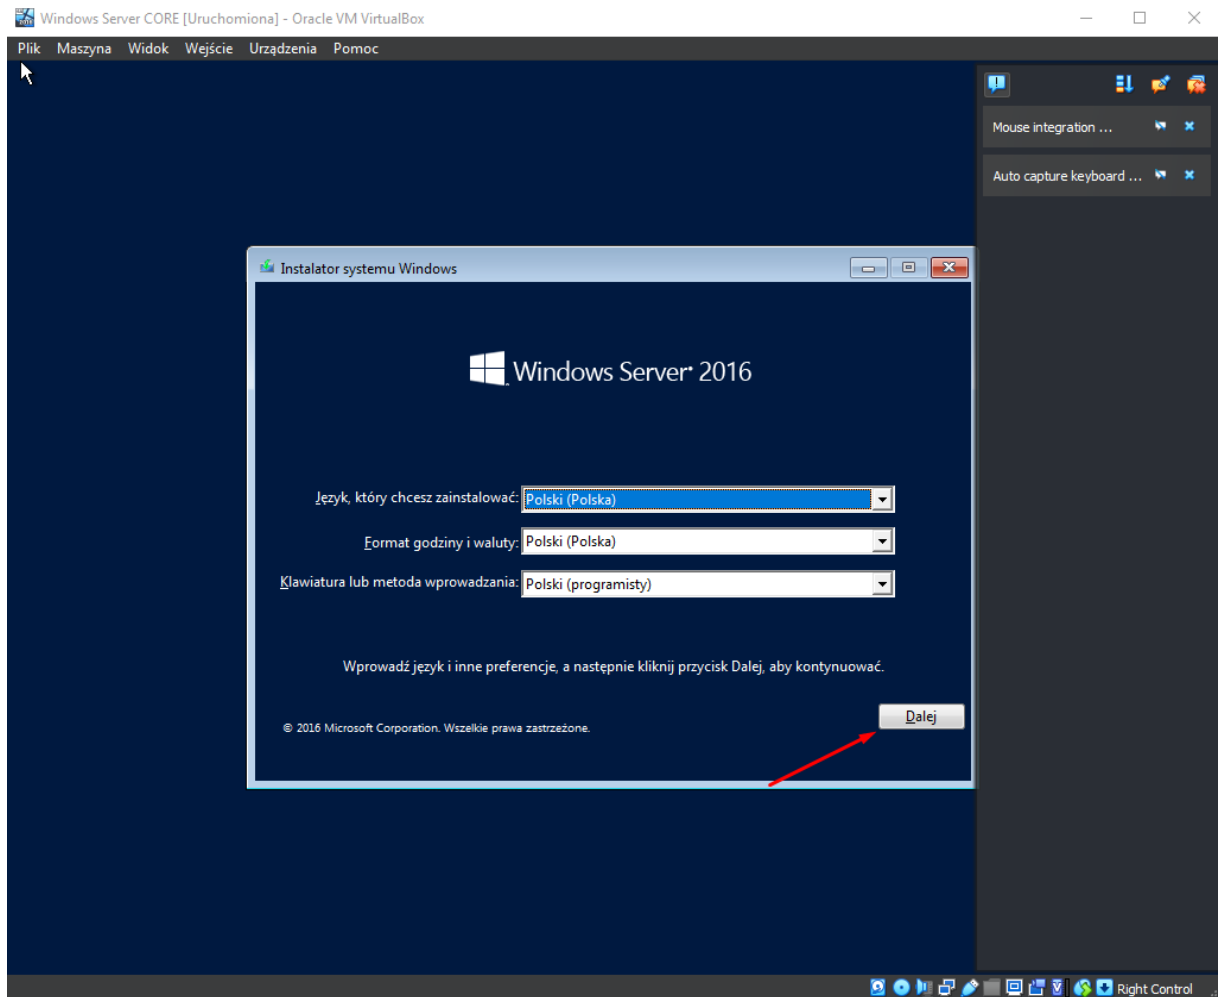 Windows Server CORE [Uruchomiona] - Oracle VM VirtualBox
Plik Maszyna Widok Wejście Urządzenia Pomoc
Mouse integration ...
Auto capture keyboard ...
Instalator systemu Windows
Windows Server 2016
Język, który chcesz zainstalować: Polski (Polska)
Format godziny i waluty: Polski (Polska)
Klawiatura lub metoda wprowadzania: Polski (programisty)
Wprowadź język i inne preferencje, a następnie kliknij przycisk Dalej, aby kontynuować.
Dalej
© 2016 Microsoft Corporation. Wszelkie prawa zastrzeżone.
Right Control